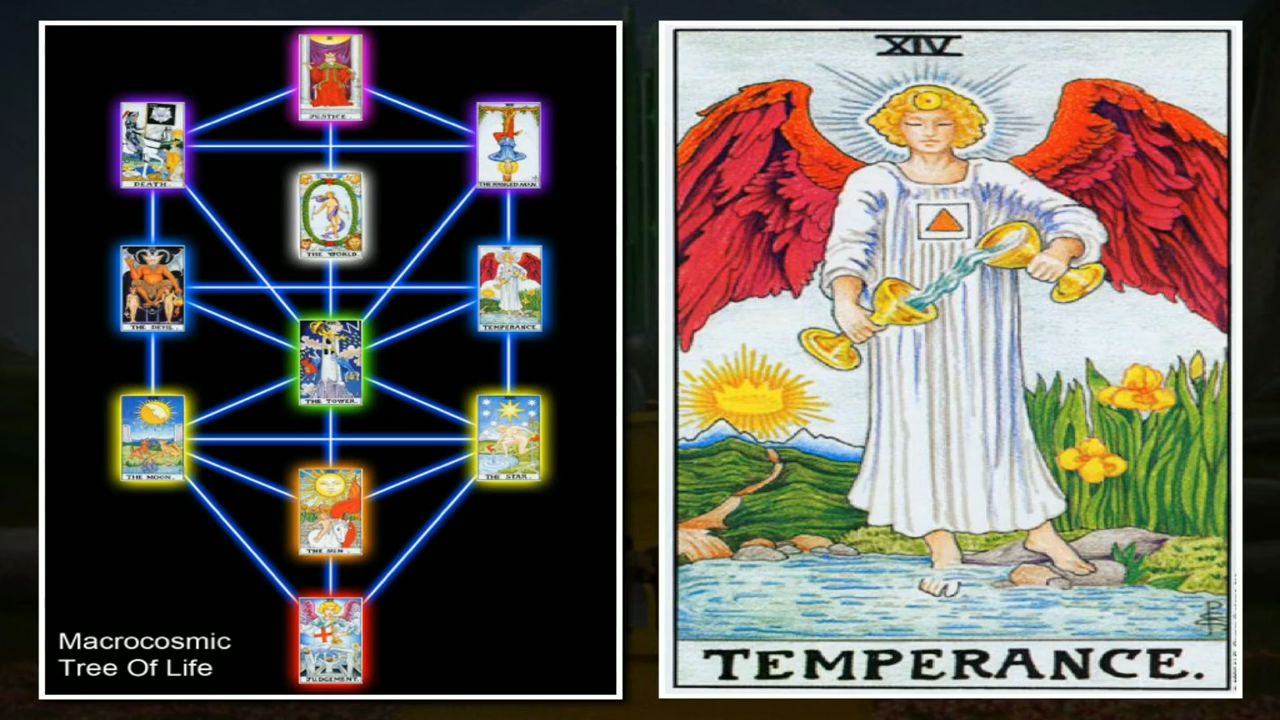 JUSTICE.
DEATH.
THE HANGED MAN.
THE WORLD.
THE DEVIL.
TEMPERANCE.
THE TOWER.
THE MOON.
THE STAR.
THE SUN.
JUDGEMENT.
Macrocosmic
Tree Of Life
XIV
TEMPERANCE.